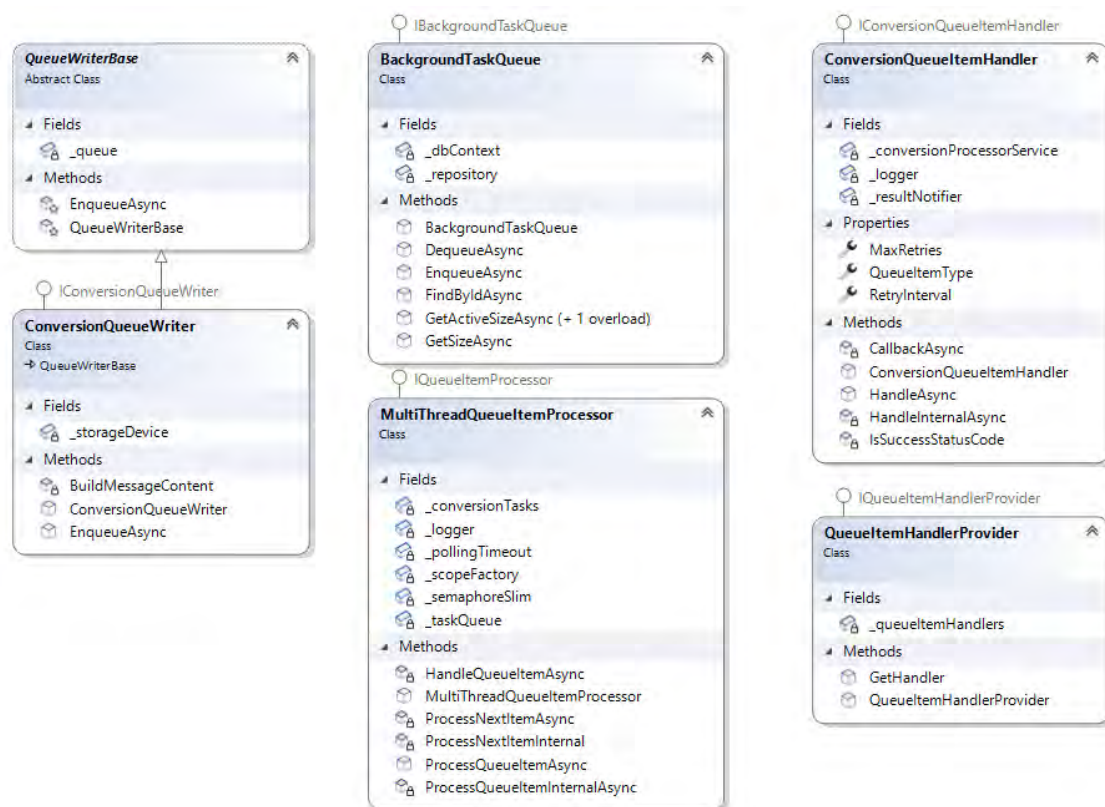 QueueWriterBase
Abstract Class
Fields
_queue
Methods
EnqueueAsync
QueueWriterBase
IConversionQueueWriter
ConversionQueueWriter
Class
QueueWriterBase
Fields
_storageDevice
Methods
BuildMessageContent
ConversionQueueWriter
EnqueueAsync
IBackgroundTaskQueue
BackgroundTaskQueue
Class
Fields
_dbContext
_repository
Methods
BackgroundTaskQueue
DequeueAsync
EnqueueAsync
FindByIdAsync
GetActiveSizeAsync (+ 1 overload)
GetSizeAsync
IQueueItemProcessor
MultiThreadQueueItemProcessor
Class
Fields
_conversionTasks
_logger
_pollingTimeout
_scopeFactory
_semaphoreSlim
_taskQueue
Methods
HandleQueueItemAsync
MultiThreadQueueItemProcessor
ProcessNextItemAsync
ProcessNextItemInternal
ProcessQueueItemAsync
ProcessQueueItemInternalAsync
IConversionQueueItemHandler
ConversionQueueItemHandler
Class
Fields
_conversionProcessorService
_logger
_resultNotifier
Properties
MaxRetries
QueueItemType
RetryInterval
Methods
CallbackAsync
ConversionQueueItemHandler
HandleAsync
HandleInternalAsync
IsSuccessStatusCode
IQueueItemHandlerProvider
QueueItemHandlerProvider
Class
Fields
_queueItemHandlers
Methods
GetHandler
QueueItemHandlerProvider